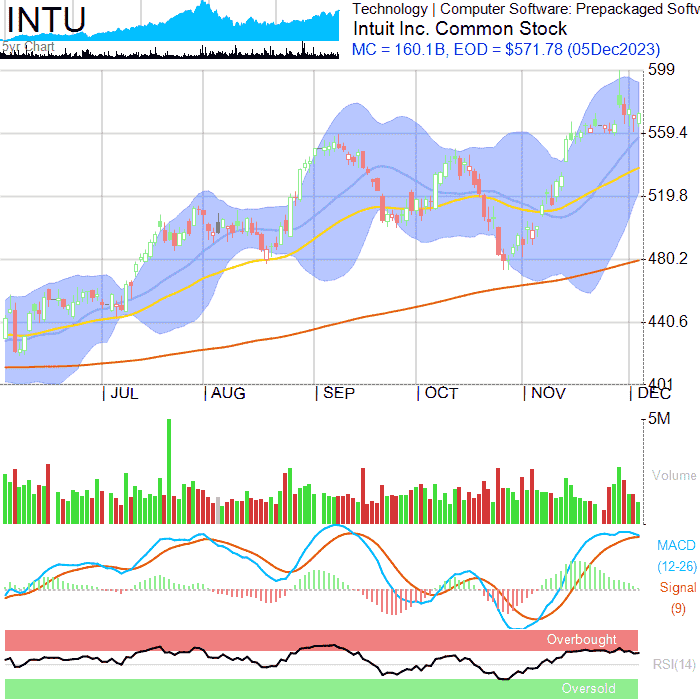 INTU
5yr Chart
Technology | Computer Software: Prepackaged Softw
Intuit Inc. Common Stock
MC = 160.1B, EOD = $571.78 (05Dec2023)
599
559.4
519.8
480.2
440.6
401
JUL AUG SEP OCT NOV DEC
5M
Volume
MACD
(12-26)
Signal
(9)
Overbought
RSI(14)
Oversold